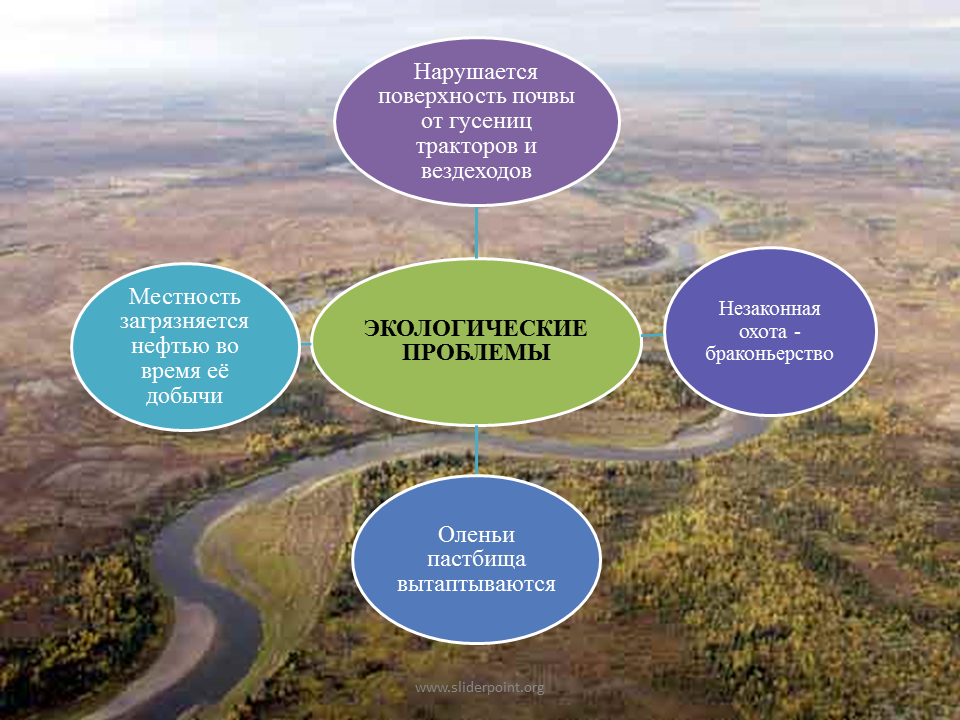 Нарушается
поверхность почвы
от гусениц
тракторов и
вездеходов
Местность
загрязняется
нефтью во
время её
добычи
ЭКОЛОГИЧЕСКИЕ
ПРОБЛЕМЫ
Незаконная
охота -
браконьерство
Оленьи
пастбища
вытаптываются
www.sliderpoint.org